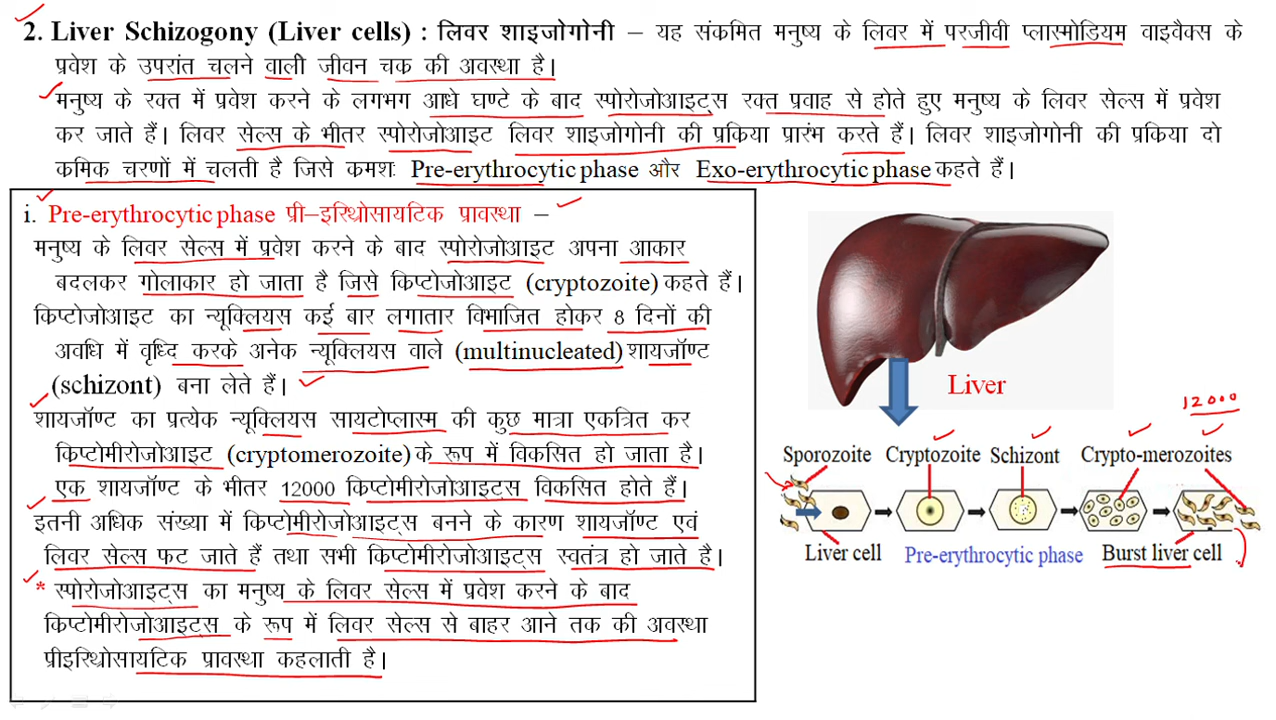 2. Liver Schizogony (Liver cells) : लिवर शाइजोगोनी – यह संकमित मनुष्य के लिवर में परजीवी प्लास्मोडियम वाइवैक्स के
प्रवेश के उपरांत चलने वाली जीवन चक की अवस्था है।
मनुष्य के रक्त में प्रवेश करने के लगभग आधे घण्टे के बाद स्पोरोजोआइट्स रक्त प्रवाह से होते हुए मनुष्य के लिवर सेल्स में प्रवेश
कर जाते हैं। लिवर सेल्स के भीतर स्पोरोजोआइट लिवर शाइजोगोनी की प्रकिया प्रारंभ करते हैं। लिवर शाइजोगोनी की प्रकिया दो
कमिक चरणों में चलती है जिसे कमशः Pre-erythrocytic phase और Exo-erythrocytic phase कहते हैं।
i. Pre-erythrocytic phase प्री–इरिथोसायटिक प्रावस्था –
मनुष्य के लिवर सेल्स में प्रवेश करने के बाद स्पोरोजोआइट अपना आकार
बदलकर गोलाकार हो जाता है जिसे किप्टोजोआइट (cryptozoite) कहते हैं।
किप्टोजोआइट का न्यूक्लियस कई बार लगातार विभाजित होकर 8 दिनों की
अवधि में वृध्दि करके अनेक न्यूक्लियस वाले (multinucleated) शायजॉण्ट
(schizont) बना लेते हैं।
शायजॉण्ट का प्रत्येक न्यूक्लियस सायटोप्लास्म की कुछ मात्रा एकत्रित कर
किप्टोमीरोजोआइट (cryptomerozoite) के रूप में विकसित हो जाता है।
एक शायजॉण्ट के भीतर 12000 किप्टोमीरोजोआइट्स विकसित होते हैं।
इतनी अधिक संख्या में किप्टोमीरोजोआइट्स बनने के कारण शायजॉण्ट एवं
लिवर सेल्स फट जाते हैं तथा सभी किप्टोमीरोजोआइट्स स्वतंत्र हो जाते है।
* स्पोरोजोआइट्स का मनुष्य के लिवर सेल्स में प्रवेश करने के बाद
किप्टोमीरोजोआइट्स के रूप में लिवर सेल्स से बाहर आने तक की अवस्था
प्रीइरिथोसायटिक प्रावस्था कहलाती है।
Liver
12000
Sporozoite Cryptozoite Schizont Crypto-merozoites
Liver cell Pre-erythrocytic phase Burst liver cell